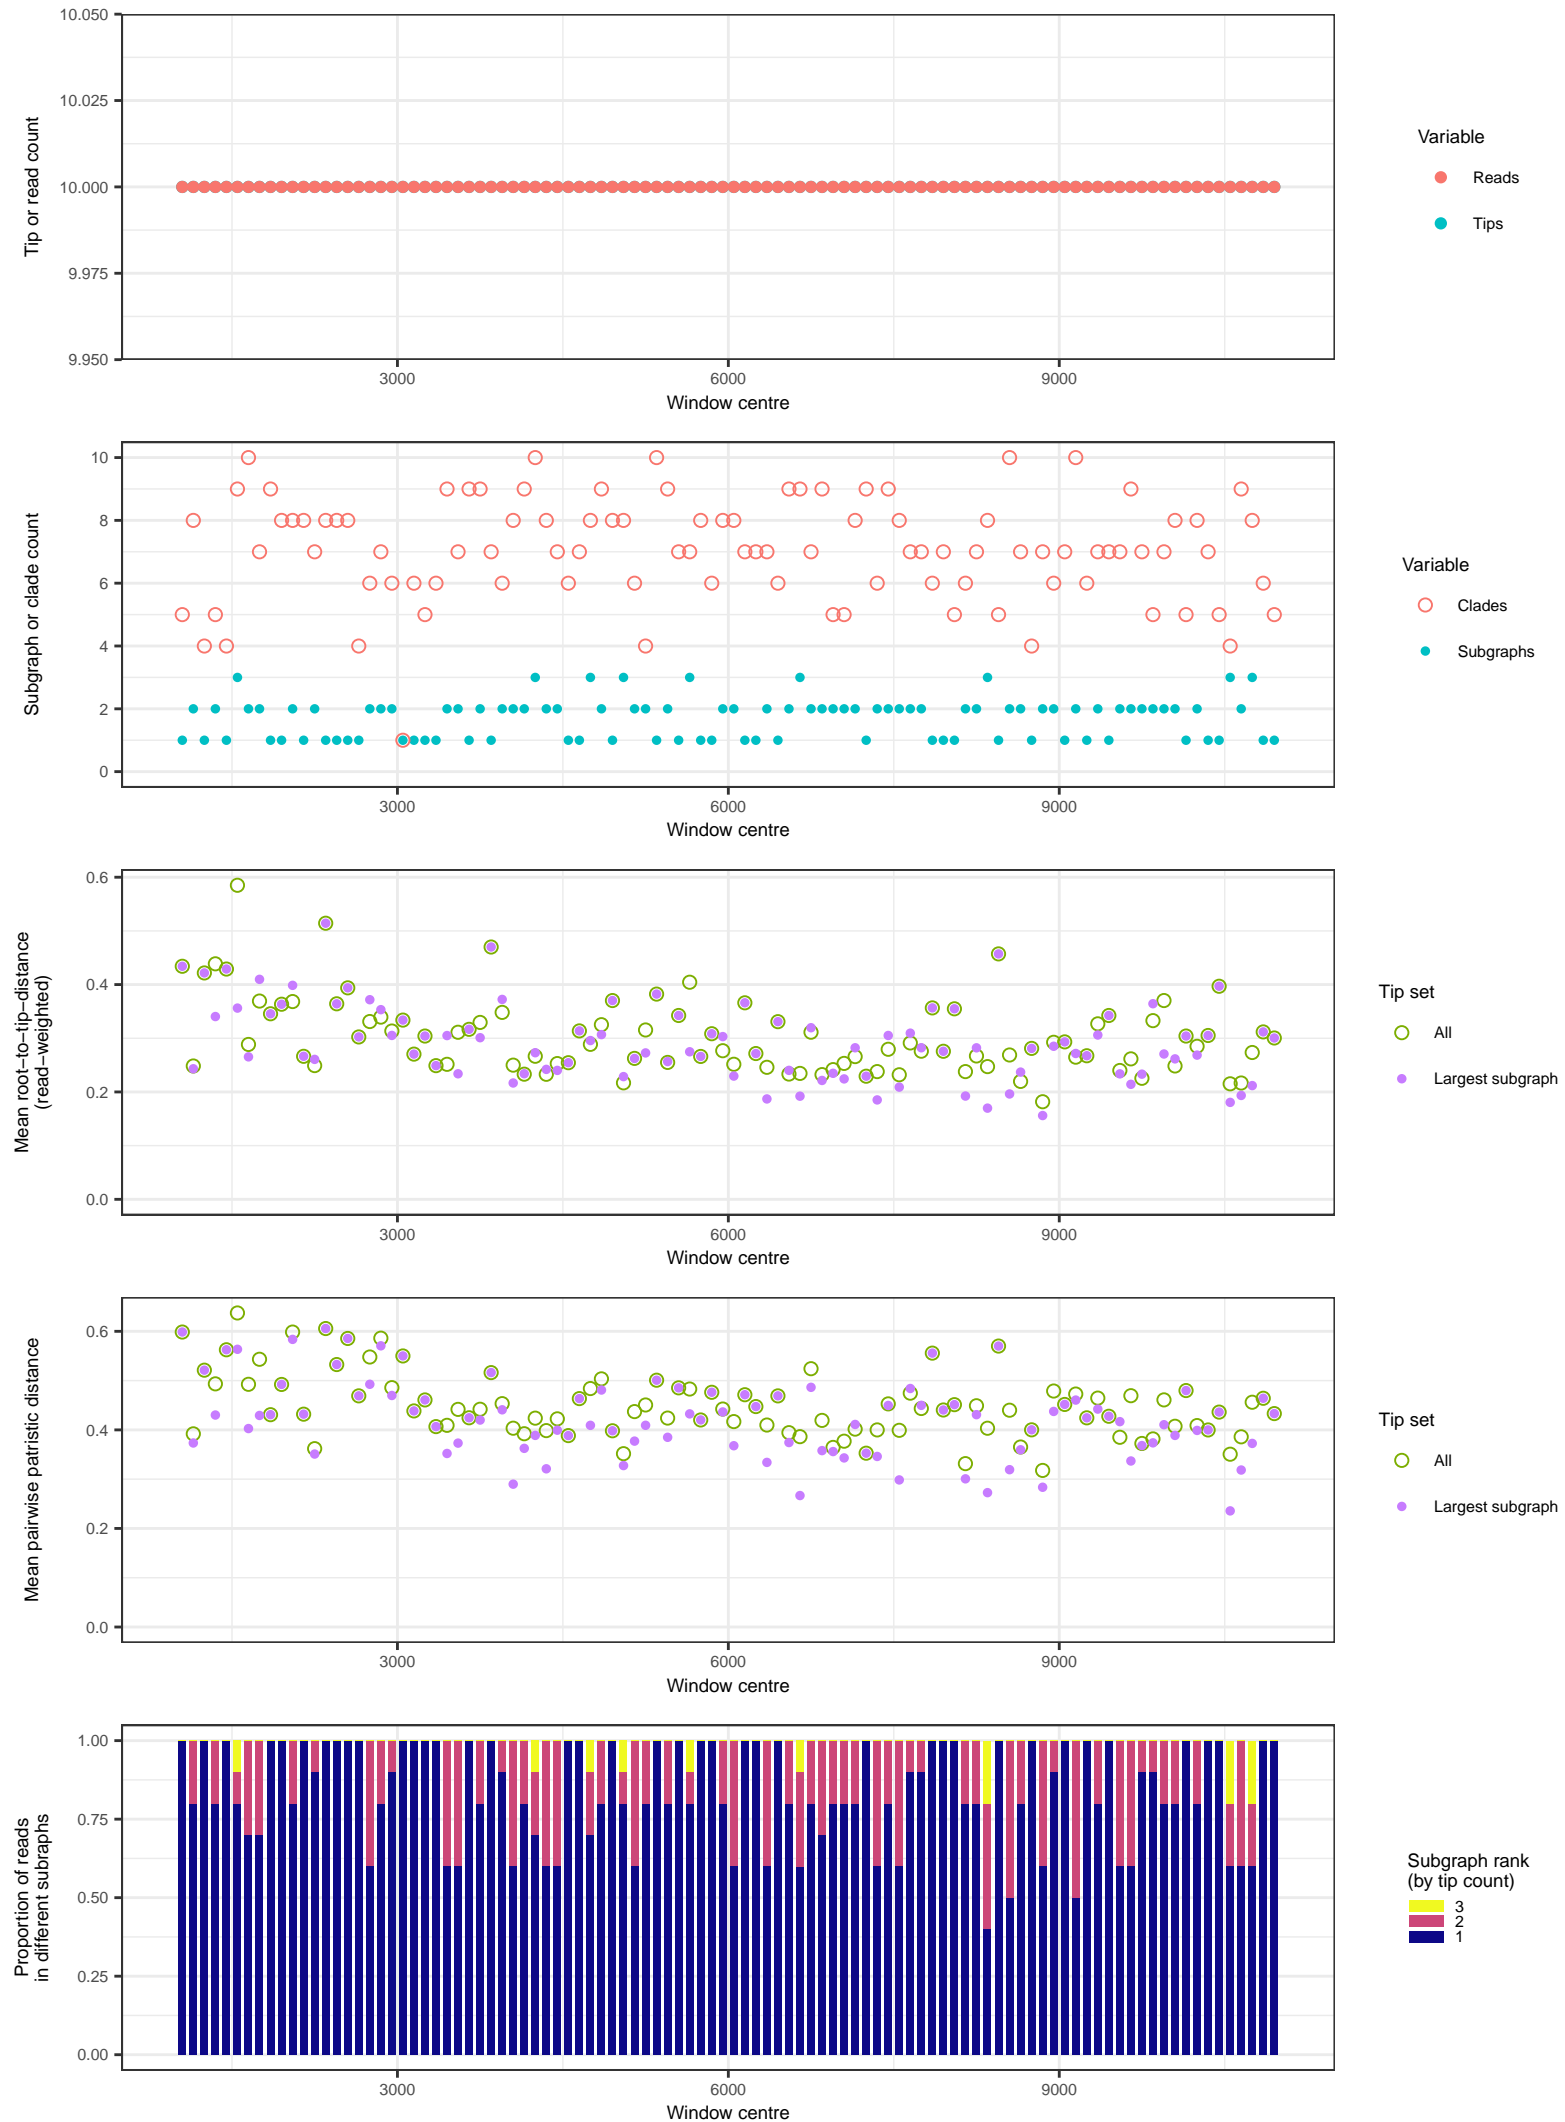 10.050
10.025
10.000
9.975
9.950
Tip or read count
3000 6000 9000
Window centre
Variable
Reads
Tips
10
8
6
4
2
0
Subgraph or clade count
3000 6000 9000
Window centre
Variable
Clades
Subgraphs
0.6
0.4
0.2
0.0
Mean root−to−tip−distance
(read−weighted)
3000 6000 9000
Window centre
Tip set
All
Largest subgraph
0.6
0.4
0.2
0.0
Mean pairwise patristic distance
3000 6000 9000
Window centre
Tip set
All
Largest subgraph
1.00
0.75
0.50
0.25
0.00
Proportion of reads
in different subraphs
3000 6000 9000
Window centre
Subgraph rank
(by tip count)
3
2
1